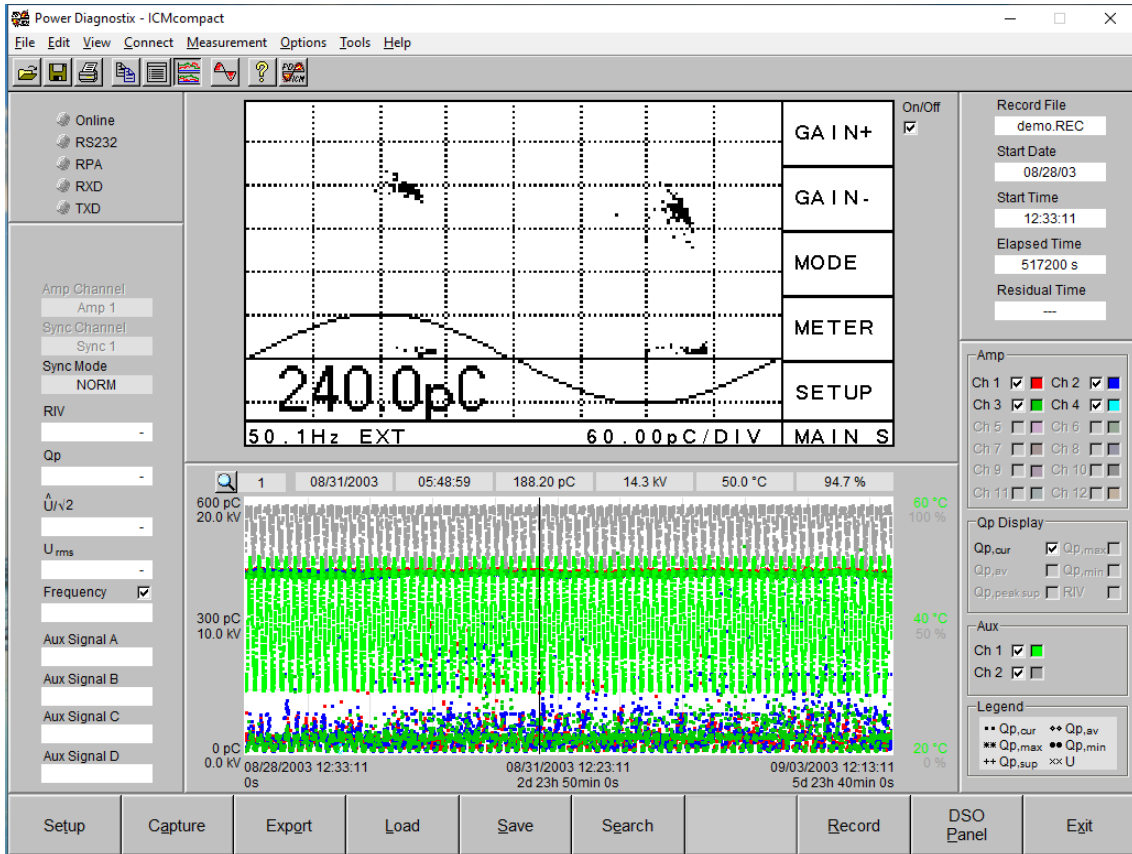 Power Diagnostix - ICMcompact
File Edit View Connect Measurement Options Tools Help
Online
RS232
RPA
RXD
TXD
Amp Channel
Amp 1
Sync Channel
Sync 1
Sync Mode
NORM
RIV
-
Qp
-
Û/√2
-
Urms
-
Frequency
Aux Signal A
Aux Signal B
Aux Signal C
Aux Signal D
GAIN+
GAIN-
MODE
METER
SETUP
240.0pC
50.1Hz EXT 60.00pC/DIV MAIN S
On/Off
Record File
demo.REC
Start Date
08/28/03
Start Time
12:33:11
Elapsed Time
517200 s
Residual Time
---
Amp
Ch 1 Ch 2
Ch 3 Ch 4
Ch 5 Ch 6
Ch 7 Ch 8
Ch 9 Ch 10
Ch 11 Ch 12
Qp Display
Qp,cur Qp,max
Qp,av Qp,min
Qp,peak sup RIV
Aux
Ch 1
Ch 2
Legend
Qp,cur Qp,av
Qp,max Qp,min
++ Qp,sup ×× U
1 08/31/2003 05:48:59 188.20 pC 14.3 kV 50.0 °C 94.7 %
600 pC 60 °C
20.0 kV 100 %
300 pC 40 °C
10.0 kV 50 %
0 pC 20 °C
0.0 kV 0 %
08/28/2003 12:33:11 08/31/2003 12:23:11 09/03/2003 12:13:11
0s 2d 23h 50min 0s 5d 23h 40min 0s
Setup Capture Export Load Save Search Record DSO Panel Exit